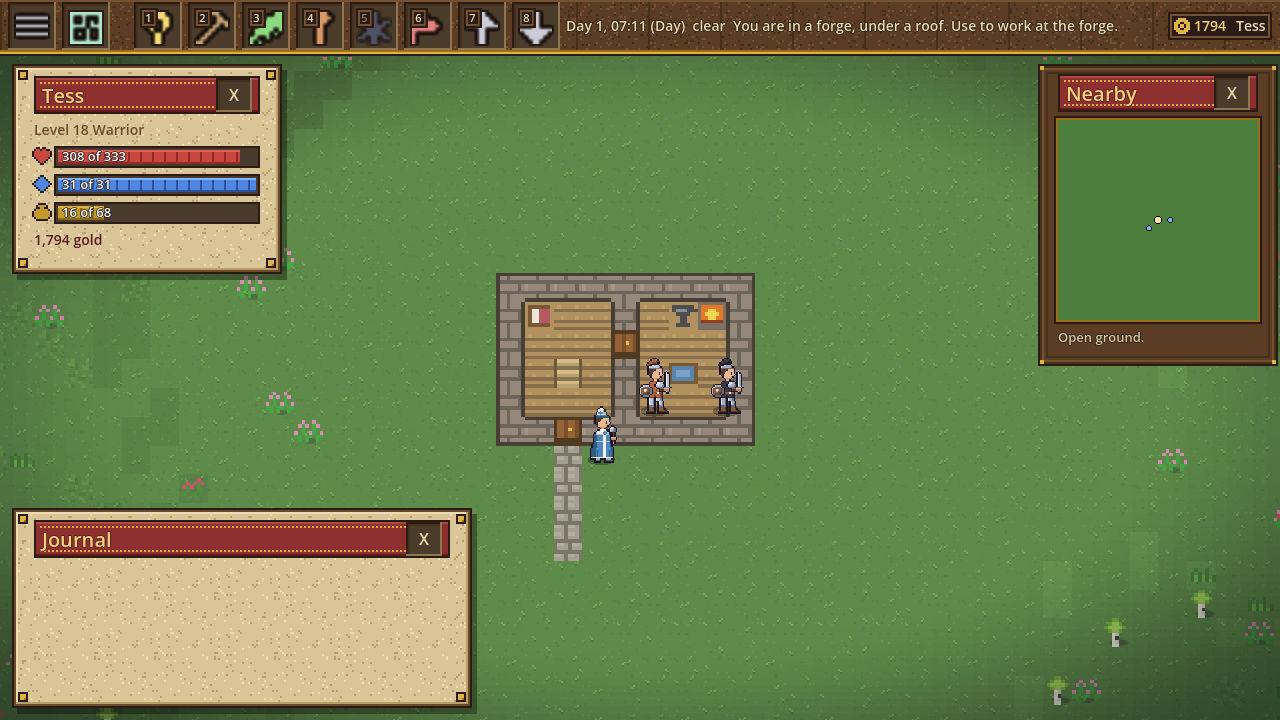 1 2 3 4 5 6 7 8 Day 1, 07:11 (Day) clear You are in a forge, under a roof. Use to work at the forge. 1794 Tess
Tess X
Level 18 Warrior
308 of 333
31 of 31
16 of 68
1,794 gold
Nearby X
Open ground.
Journal X